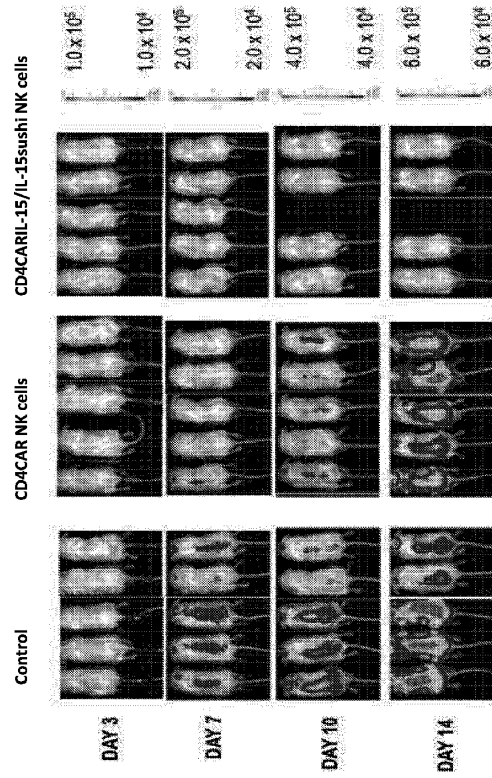 Control
CD4CAR NK cells
CD4CARIL-15/IL-15sushi NK cells
DAY 3
1.0 x 10⁵
1.0 x 10⁴
DAY 7
2.0 x 10⁵
2.0 x 10⁴
DAY 10
4.0 x 10⁵
4.0 x 10⁴
DAY 14
6.0 x 10⁵
6.0 x 10⁴